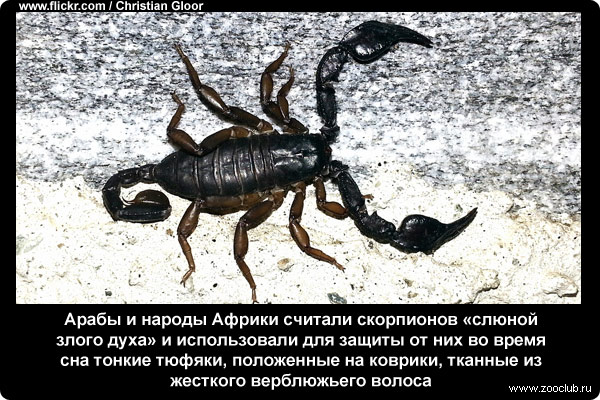 www.flickr.com / Christian Gloor
Арабы и народы Африки считали скорпионов «слюной
злого духа» и использовали для защиты от них во время
сна тонкие тюфяки, положенные на коврики, тканные из
жесткого верблюжьего волоса
www.zooclub.ru